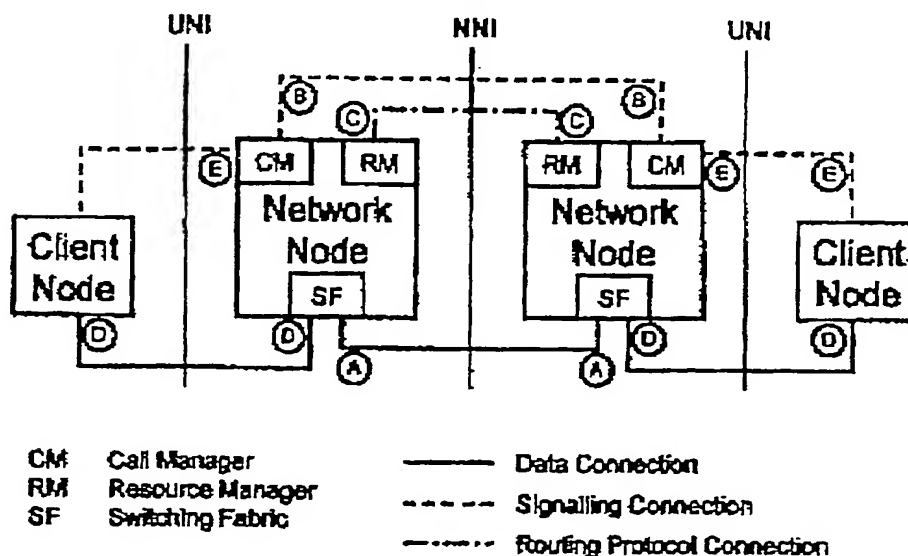 UNI NNI UNI
B B
C C
E CM RM RM CM E E
Network Node
Network Node
Client Node
Client Node
SF SF
D D A A D D
CM Call Manager
RM Resource Manager
SF Switching Fabric
Data Connection
Signalling Connection
Routing Protocol Connection